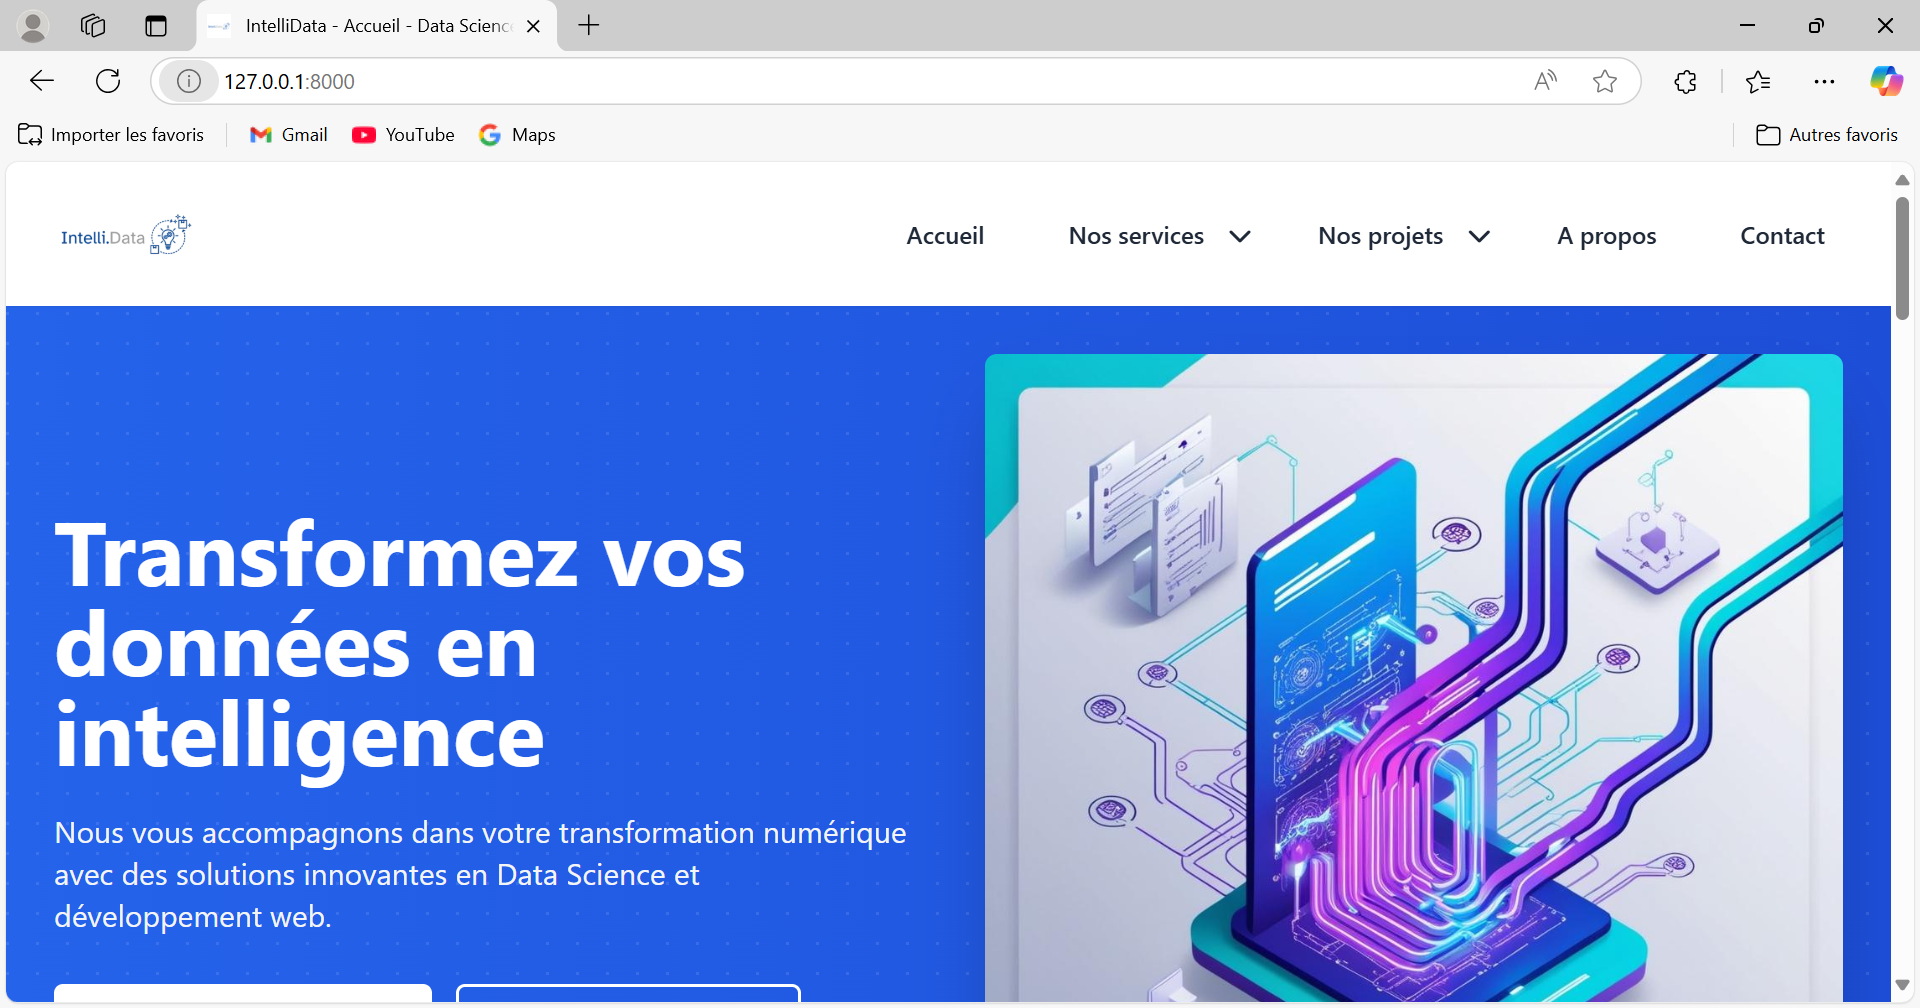 IntelliData - Accueil - Data Science
127.0.0.1:8000
Importer les favoris
Gmail
YouTube
Maps
Autres favoris
Intelli.Data
Accueil
Nos services
Nos projets
A propos
Contact
Transformez vos
données en
intelligence
Nous vous accompagnons dans votre transformation numérique
avec des solutions innovantes en Data Science et
développement web.